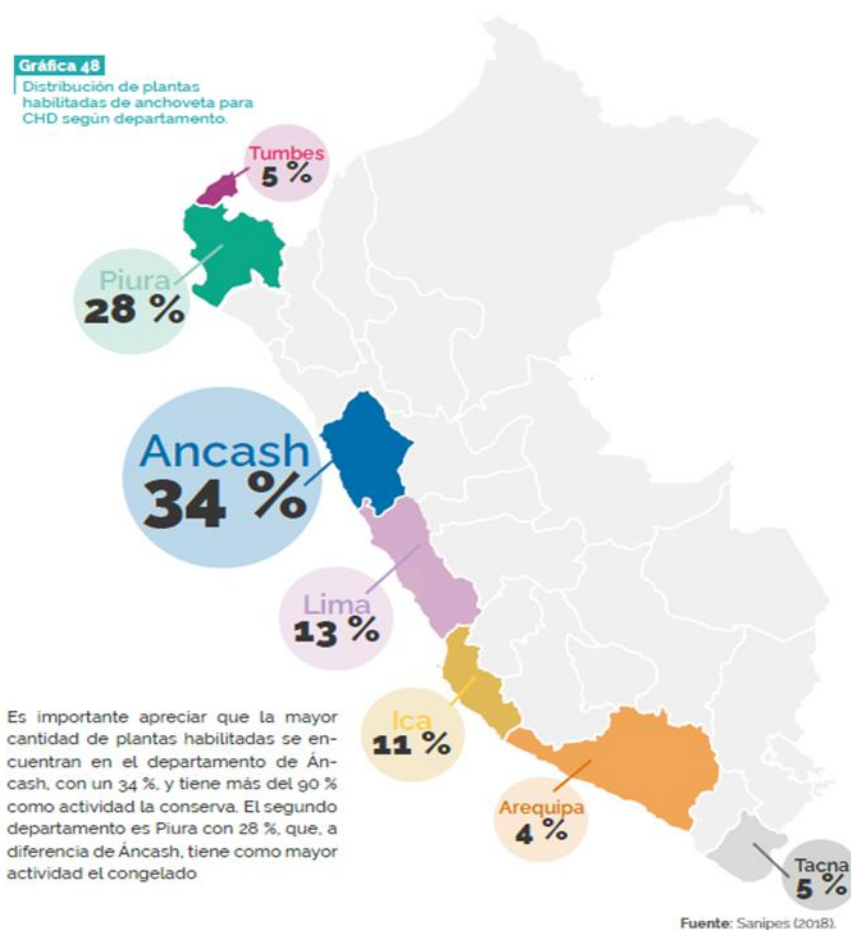 Gráfica 48
Distribución de plantas
habilitadas de anchoveta para
CHD según departamento.
Tumbes
5 %
Piura
28 %
Ancash
34 %
Lima
13 %
Ica
11 %
Arequipa
4 %
Tacna
5 %
Es importante apreciar que la mayor
cantidad de plantas habilitadas se en-
cuentran en el departamento de Án-
cash, con un 34 %, y tiene más del 90 %
como actividad la conserva. El segundo
departamento es Piura con 28 %, que, a
diferencia de Áncash, tiene como mayor
actividad el congelado
Fuente: Sanipes (2018).